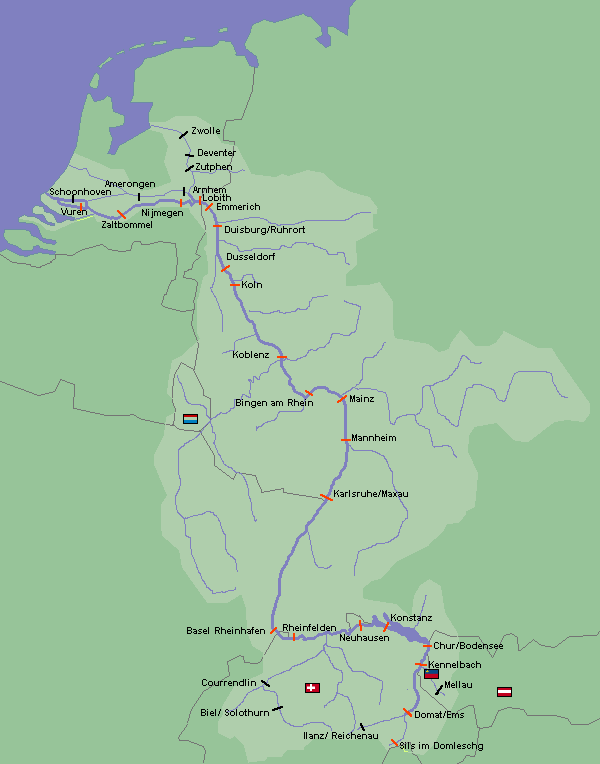 Zwolle
Deventer
Zutphen
Amerongen
Arnhem
Schoonhoven
Lobith
Emmerich
Vuren
Nijmegen
Zaltbommel
Duisburg/Ruhrort
Dusseldorf
Koln
Koblenz
Bingen am Rhein
Mainz
Mannheim
Karlsruhe/Maxau
Konstanz
Basel Rheinhafen
Rheinfelden
Neuhausen
Chur/Bodensee
Kennelbach
Courrendlin
Mellau
Biel/ Solothurn
Domat/Ems
Ilanz/ Reichenau
Sils im Domleschg